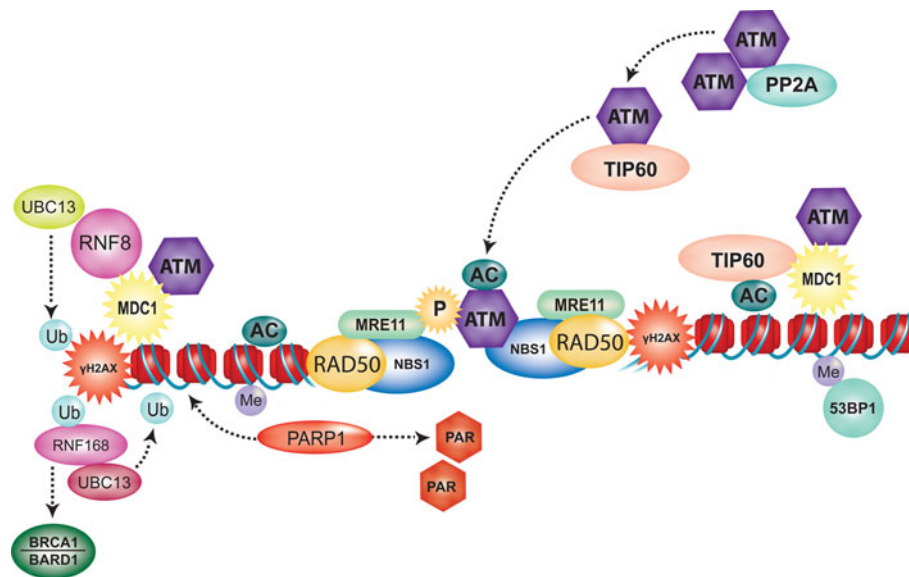 ATM
ATM
PP2A
ATM
TIP60
UBC13
RNF8
ATM
MDC1
Ub
γH2AX
AC
Me
Ub
Ub
RNF168
UBC13
BRCA1
BARD1
PARP1
PAR
PAR
MRE11
RAD50
NBS1
P
AC
ATM
MRE11
NBS1
RAD50
γH2AX
TIP60
AC
ATM
MDC1
Me
53BP1